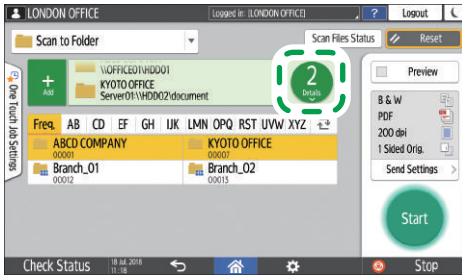 LONDON OFFICE
Logged in: [LONDON OFFICE]
?
Logout
Scan to Folder
Scan Files Status
Reset
+
Add
\\OFFICE01\HDD01
KYOTO OFFICE
Server01\HDD02\document
2
Details
Preview
One Touch Job Settings
B & W
PDF
200 dpi
1 Sided Orig.
Send Settings
Freq. AB CD EF GH IJK LMN OPQ RST UVW XYZ
ABCD COMPANY
00001
KYOTO OFFICE
00007
Branch_01
00012
Branch_02
00013
Start
Check Status
18 Jul. 2018
11:18
Stop